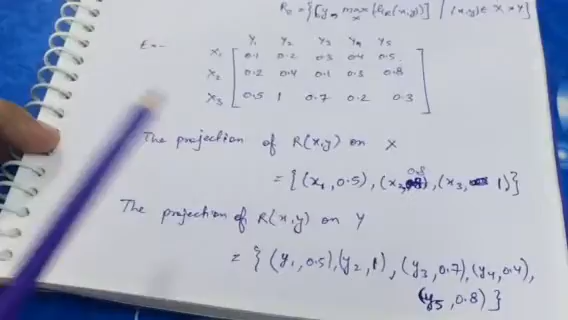 R₀ = {[y, max_x (μ_R(x,y))] / (x,y) ∈ X × Y}
Ex-
y₁ y₂ y₃ y₄ y₅
x₁ 0.1 0.2 0.3 0.4 0.5
x₂ 0.2 0.4 0.1 0.3 0.8
x₃ 0.5 1 0.7 0.2 0.3
The projection of R(x,y) on X
= {(x₁, 0.5), (x₂, 0.8), (x₃, 1)}
The projection of R(x,y) on Y
= {(y₁, 0.5), (y₂, 1), (y₃, 0.7), (y₄, 0.4),
(y₅, 0.8)}